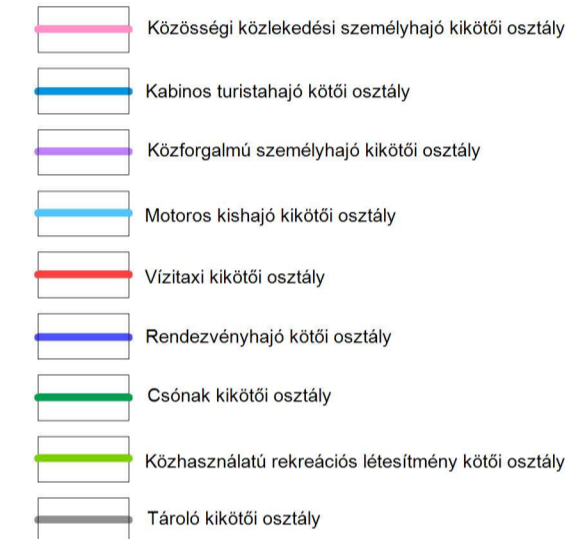 Közösségi közlekedési személyhajó kikötői osztály
Kabinos turistahajó kötői osztály
Közforgalmú személyhajó kikötői osztály
Motoros kishajó kikötői osztály
Vízitaxi kikötői osztály
Rendezvényhajó kötői osztály
Csónak kikötői osztály
Közhasználatú rekreációs létesítmény kötői osztály
Tároló kikötői osztály